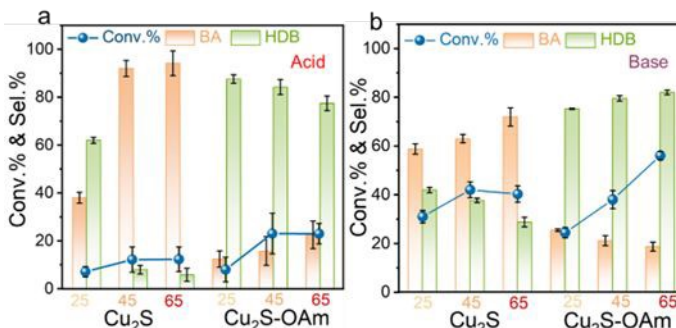 a
Conv.% BA HDB
Acid
Conv.% & Sel.%
100
80
60
40
20
0
25 45 65 25 45 65
Cu₂S Cu₂S-OAm
b
Conv.% BA HDB
Base
Conv.% & Sel.%
100
80
60
40
20
0
25 45 65 25 45 65
Cu₂S Cu₂S-OAm